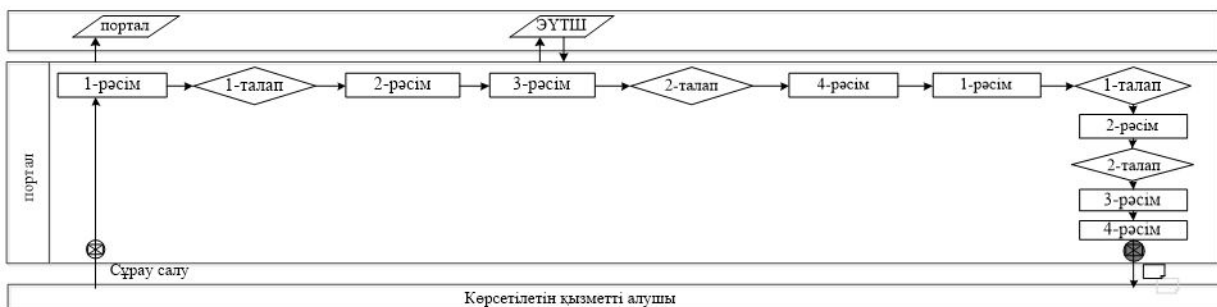 портал
ЭҮТШ
1-рәсім
1-талап
2-рәсім
3-рәсім
2-талап
4-рәсім
1-рәсім
1-талап
2-рәсім
2-талап
3-рәсім
4-рәсім
портал
Сұрау салу
Көрсетілетін қызметті алушы